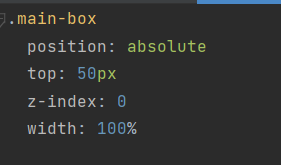 .main-box
  position: absolute
  top: 50px
  z-index: 0
  width: 100%